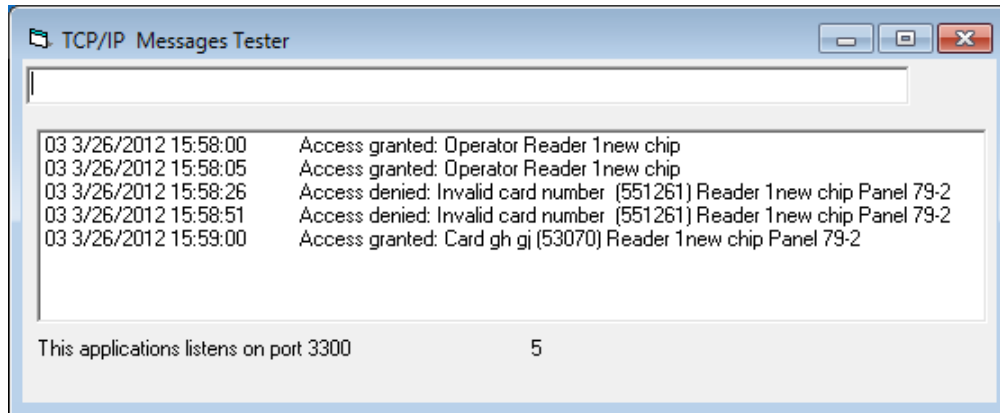 TCP/IP Messages Tester
03 3/26/2012 15:58:00 Access granted: Operator Reader 1new chip
03 3/26/2012 15:58:05 Access granted: Operator Reader 1new chip
03 3/26/2012 15:58:26 Access denied: Invalid card number (551261) Reader 1new chip Panel 79-2
03 3/26/2012 15:58:51 Access denied: Invalid card number (551261) Reader 1new chip Panel 79-2
03 3/26/2012 15:59:00 Access granted: Card gh gj (53070) Reader 1new chip Panel 79-2
This applications listens on port 3300 5